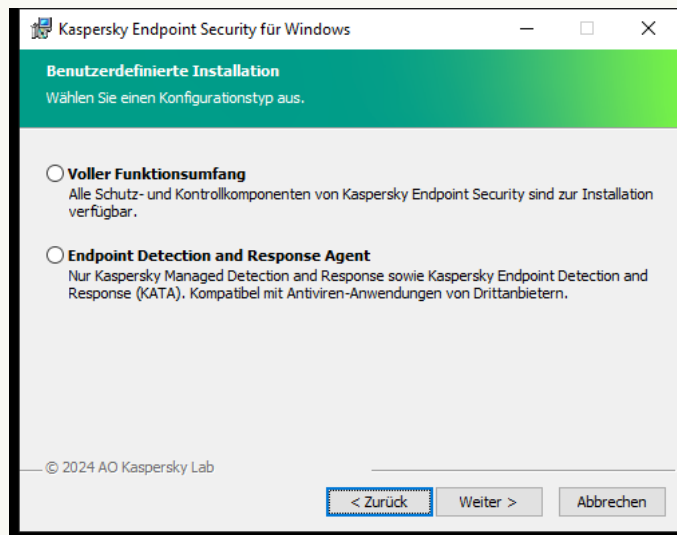 Kaspersky Endpoint Security für Windows
Benutzerdefinierte Installation
Wählen Sie einen Konfigurationstyp aus.
Voller Funktionsumfang
Alle Schutz- und Kontrollkomponenten von Kaspersky Endpoint Security sind zur Installation
verfügbar.
Endpoint Detection and Response Agent
Nur Kaspersky Managed Detection and Response sowie Kaspersky Endpoint Detection and
Response (KATA). Kompatibel mit Antiviren-Anwendungen von Drittanbietern.
© 2024 AO Kaspersky Lab
< Zurück Weiter > Abbrechen